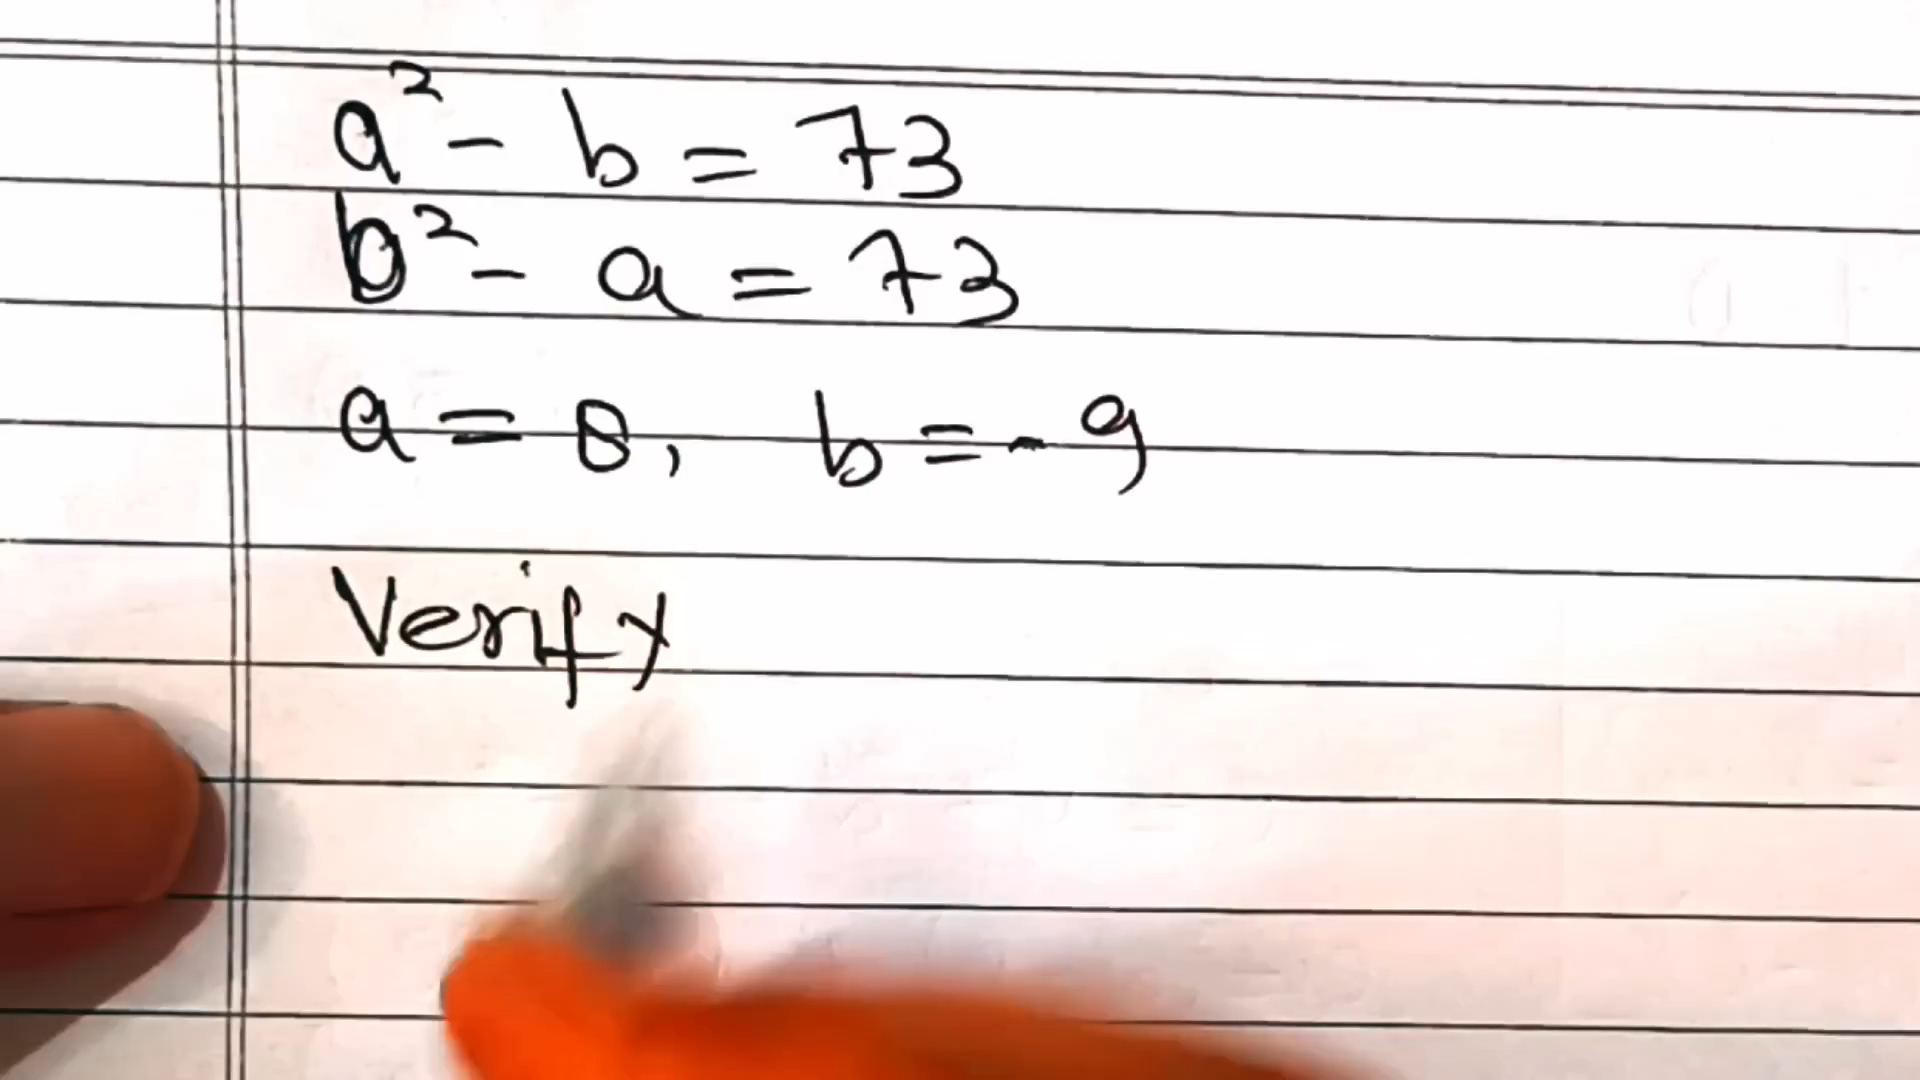 a² - b = 73
b² - a = 73
a = 8, b = - 9
Verify